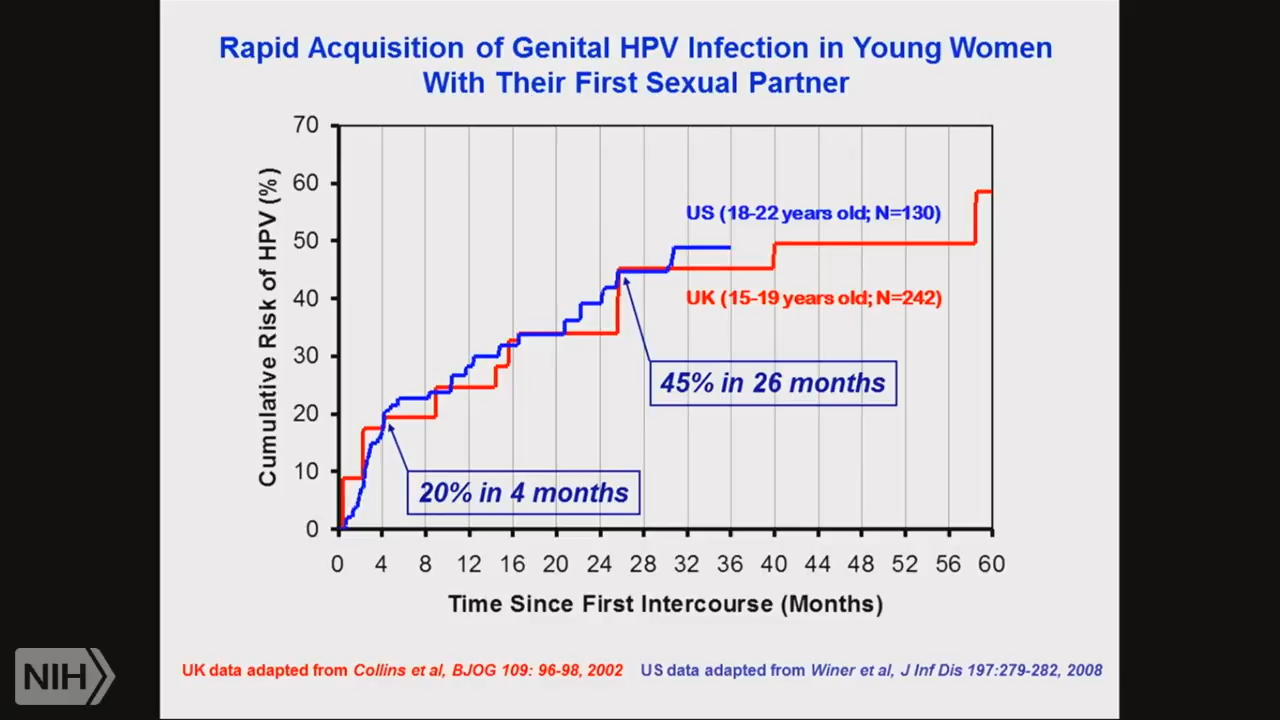 Rapid Acquisition of Genital HPV Infection in Young Women
With Their First Sexual Partner
Cumulative Risk of HPV (%)
70
60
50
40
30
20
10
0
US (18-22 years old; N=130)
UK (15-19 years old; N=242)
45% in 26 months
20% in 4 months
0 4 8 12 16 20 24 28 32 36 40 44 48 52 56 60
Time Since First Intercourse (Months)
UK data adapted from Collins et al, BJOG 109: 96-98, 2002 US data adapted from Winer et al, J Inf Dis 197:279-282, 2008
NIH